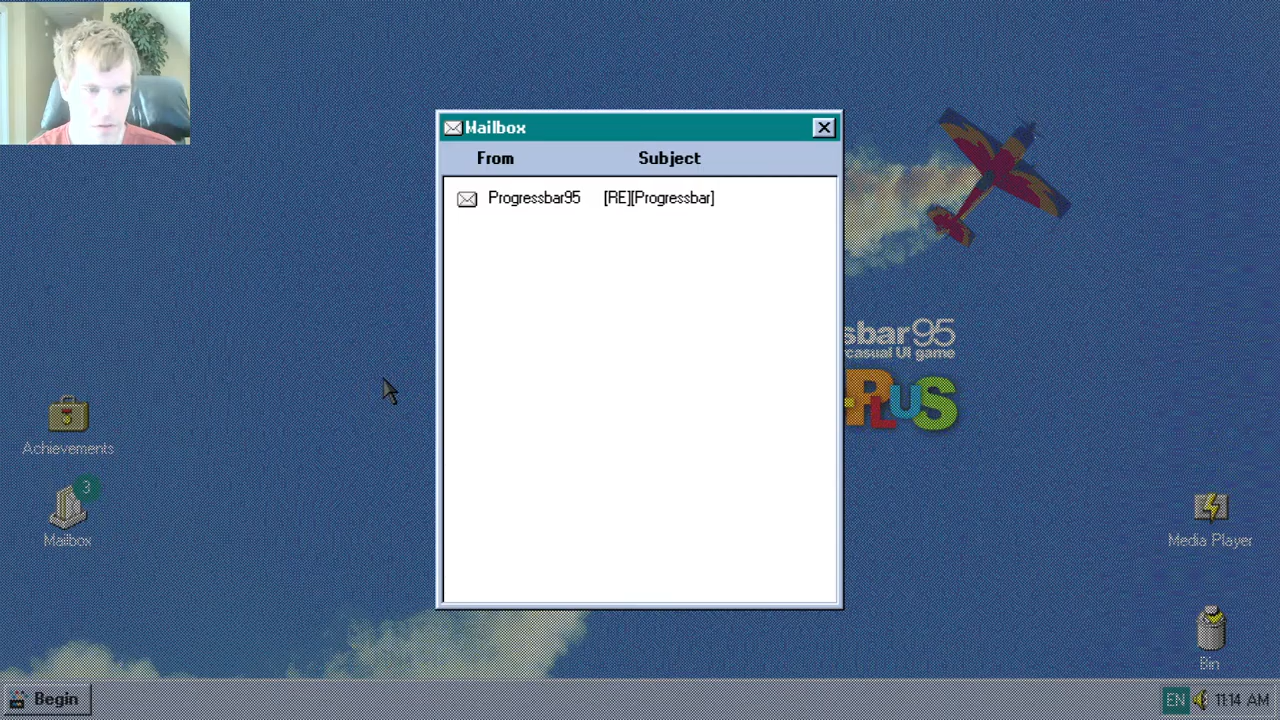 Mailbox
From Subject
Progressbar95 [RE][Progressbar]
sbar95
casual UI game
PLUS
Achievements
3
Mailbox
Media Player
Bin
Begin
EN 11:14 AM